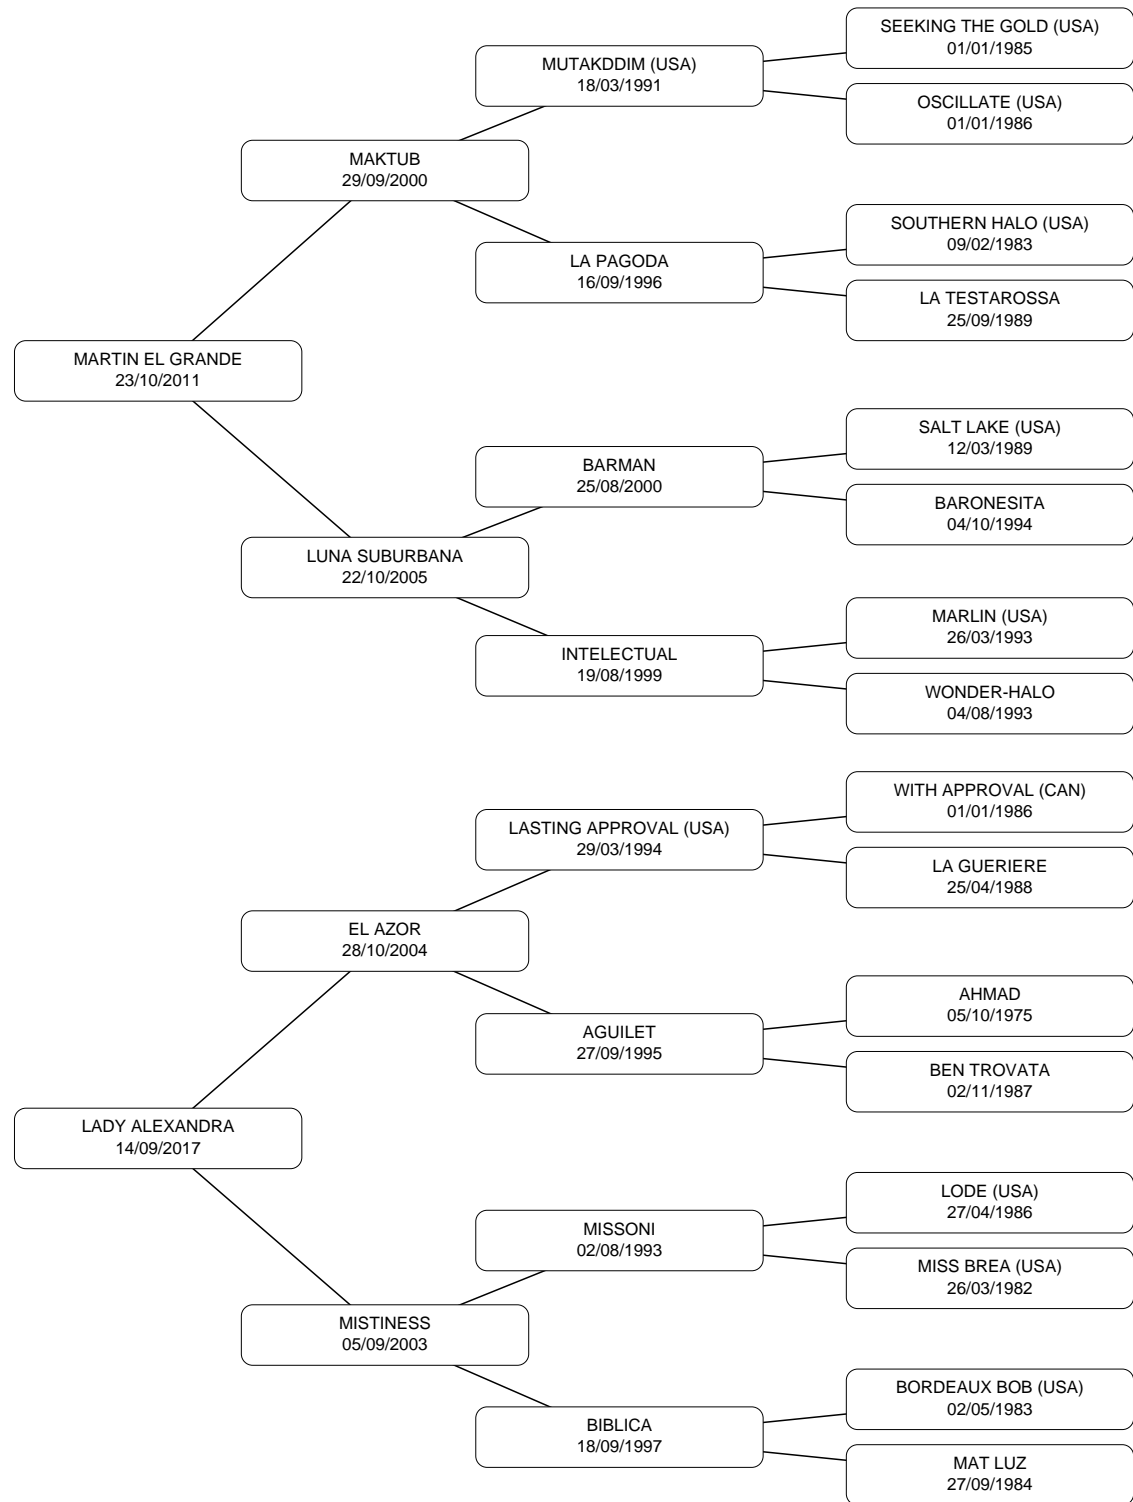 SEEKING THE GOLD (USA)
01/01/1985
MUTAKDDIM (USA)
18/03/1991
OSCILLATE (USA)
01/01/1986
MAKTUB
29/09/2000
SOUTHERN HALO (USA)
09/02/1983
LA PAGODA
16/09/1996
LA TESTAROSSA
25/09/1989
MARTIN EL GRANDE
23/10/2011
SALT LAKE (USA)
12/03/1989
BARMAN
25/08/2000
BARONESITA
04/10/1994
LUNA SUBURBANA
22/10/2005
MARLIN (USA)
26/03/1993
INTELECTUAL
19/08/1999
WONDER-HALO
04/08/1993
WITH APPROVAL (CAN)
01/01/1986
LASTING APPROVAL (USA)
29/03/1994
LA GUERIERE
25/04/1988
EL AZOR
28/10/2004
AHMAD
05/10/1975
AGUILET
27/09/1995
BEN TROVATA
02/11/1987
LADY ALEXANDRA
14/09/2017
LODE (USA)
27/04/1986
MISSONI
02/08/1993
MISS BREA (USA)
26/03/1982
MISTINESS
05/09/2003
BORDEAUX BOB (USA)
02/05/1983
BIBLICA
18/09/1997
MAT LUZ
27/09/1984